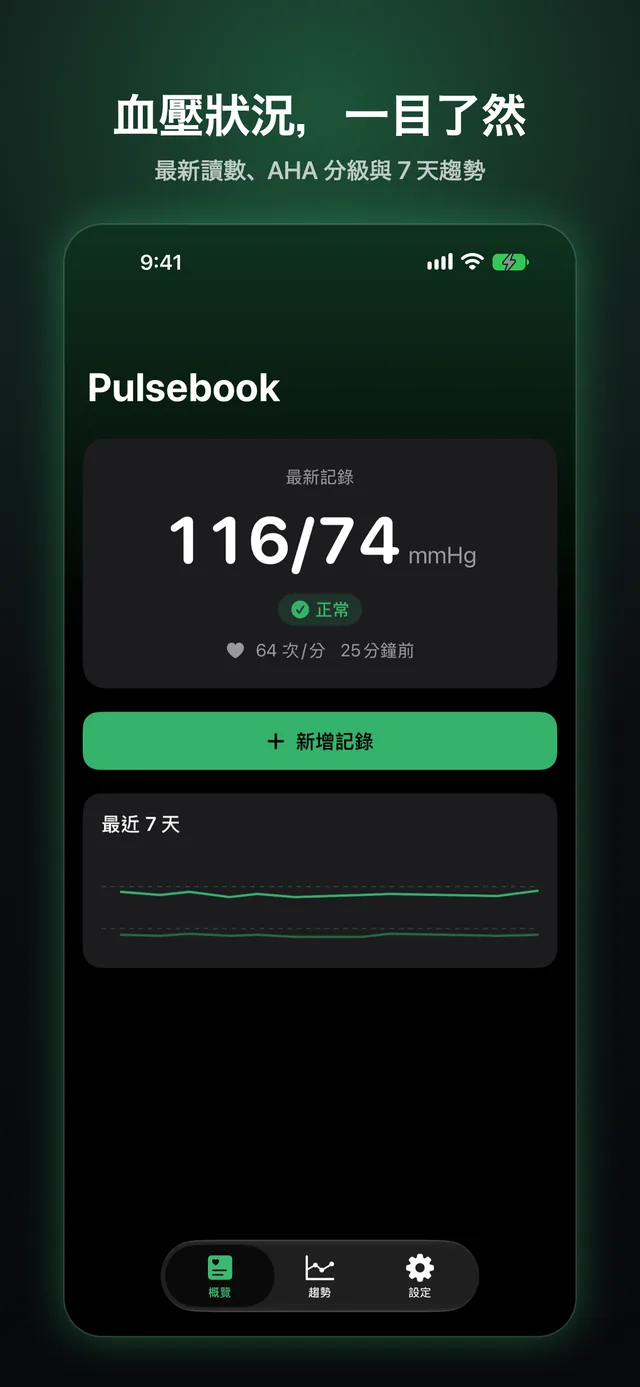 血壓狀況，一目了然
最新讀數、AHA 分級與 7 天趨勢
9:41
Pulsebook
最新記錄
116/74 mmHg
正常
64 次/分 25分鐘前
+ 新增記錄
最近 7 天
概覽
趨勢
設定